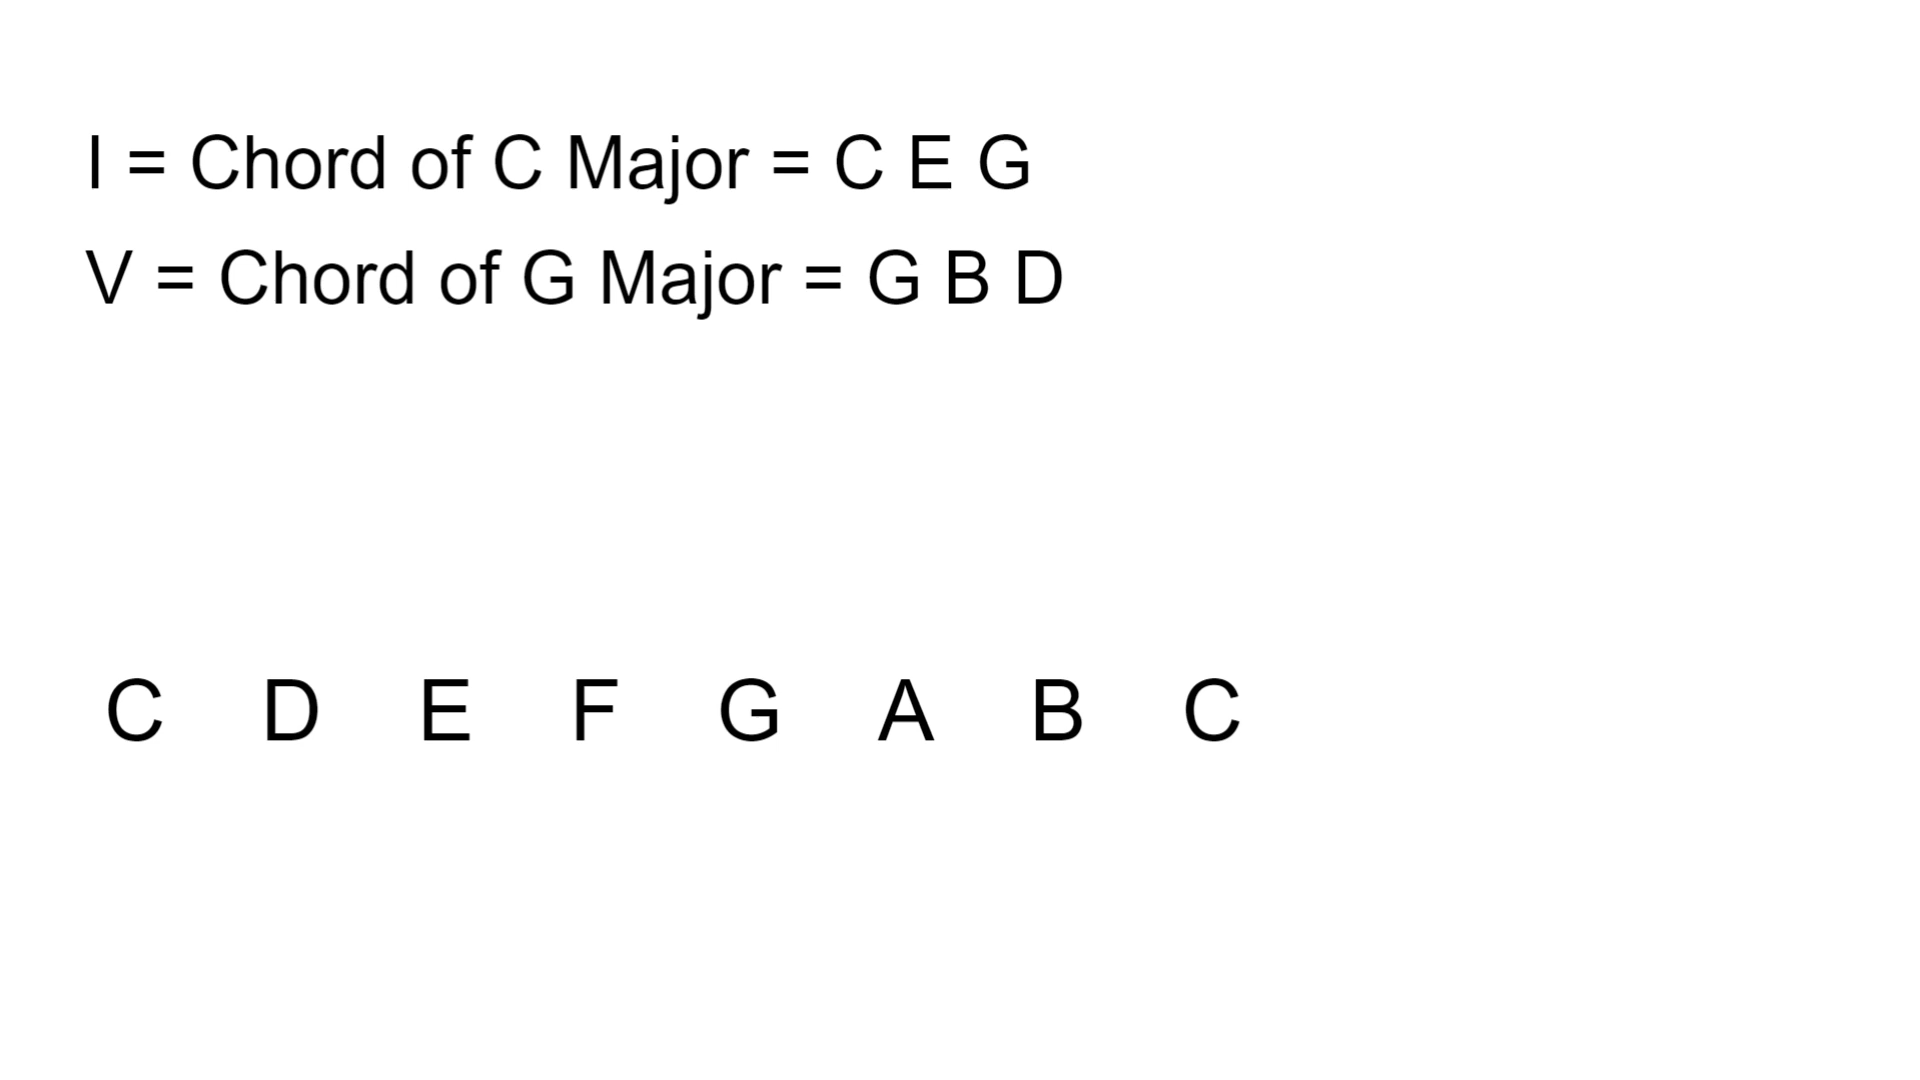 I = Chord of C Major = C E G
V = Chord of G Major = G B D
C D E F G A B C